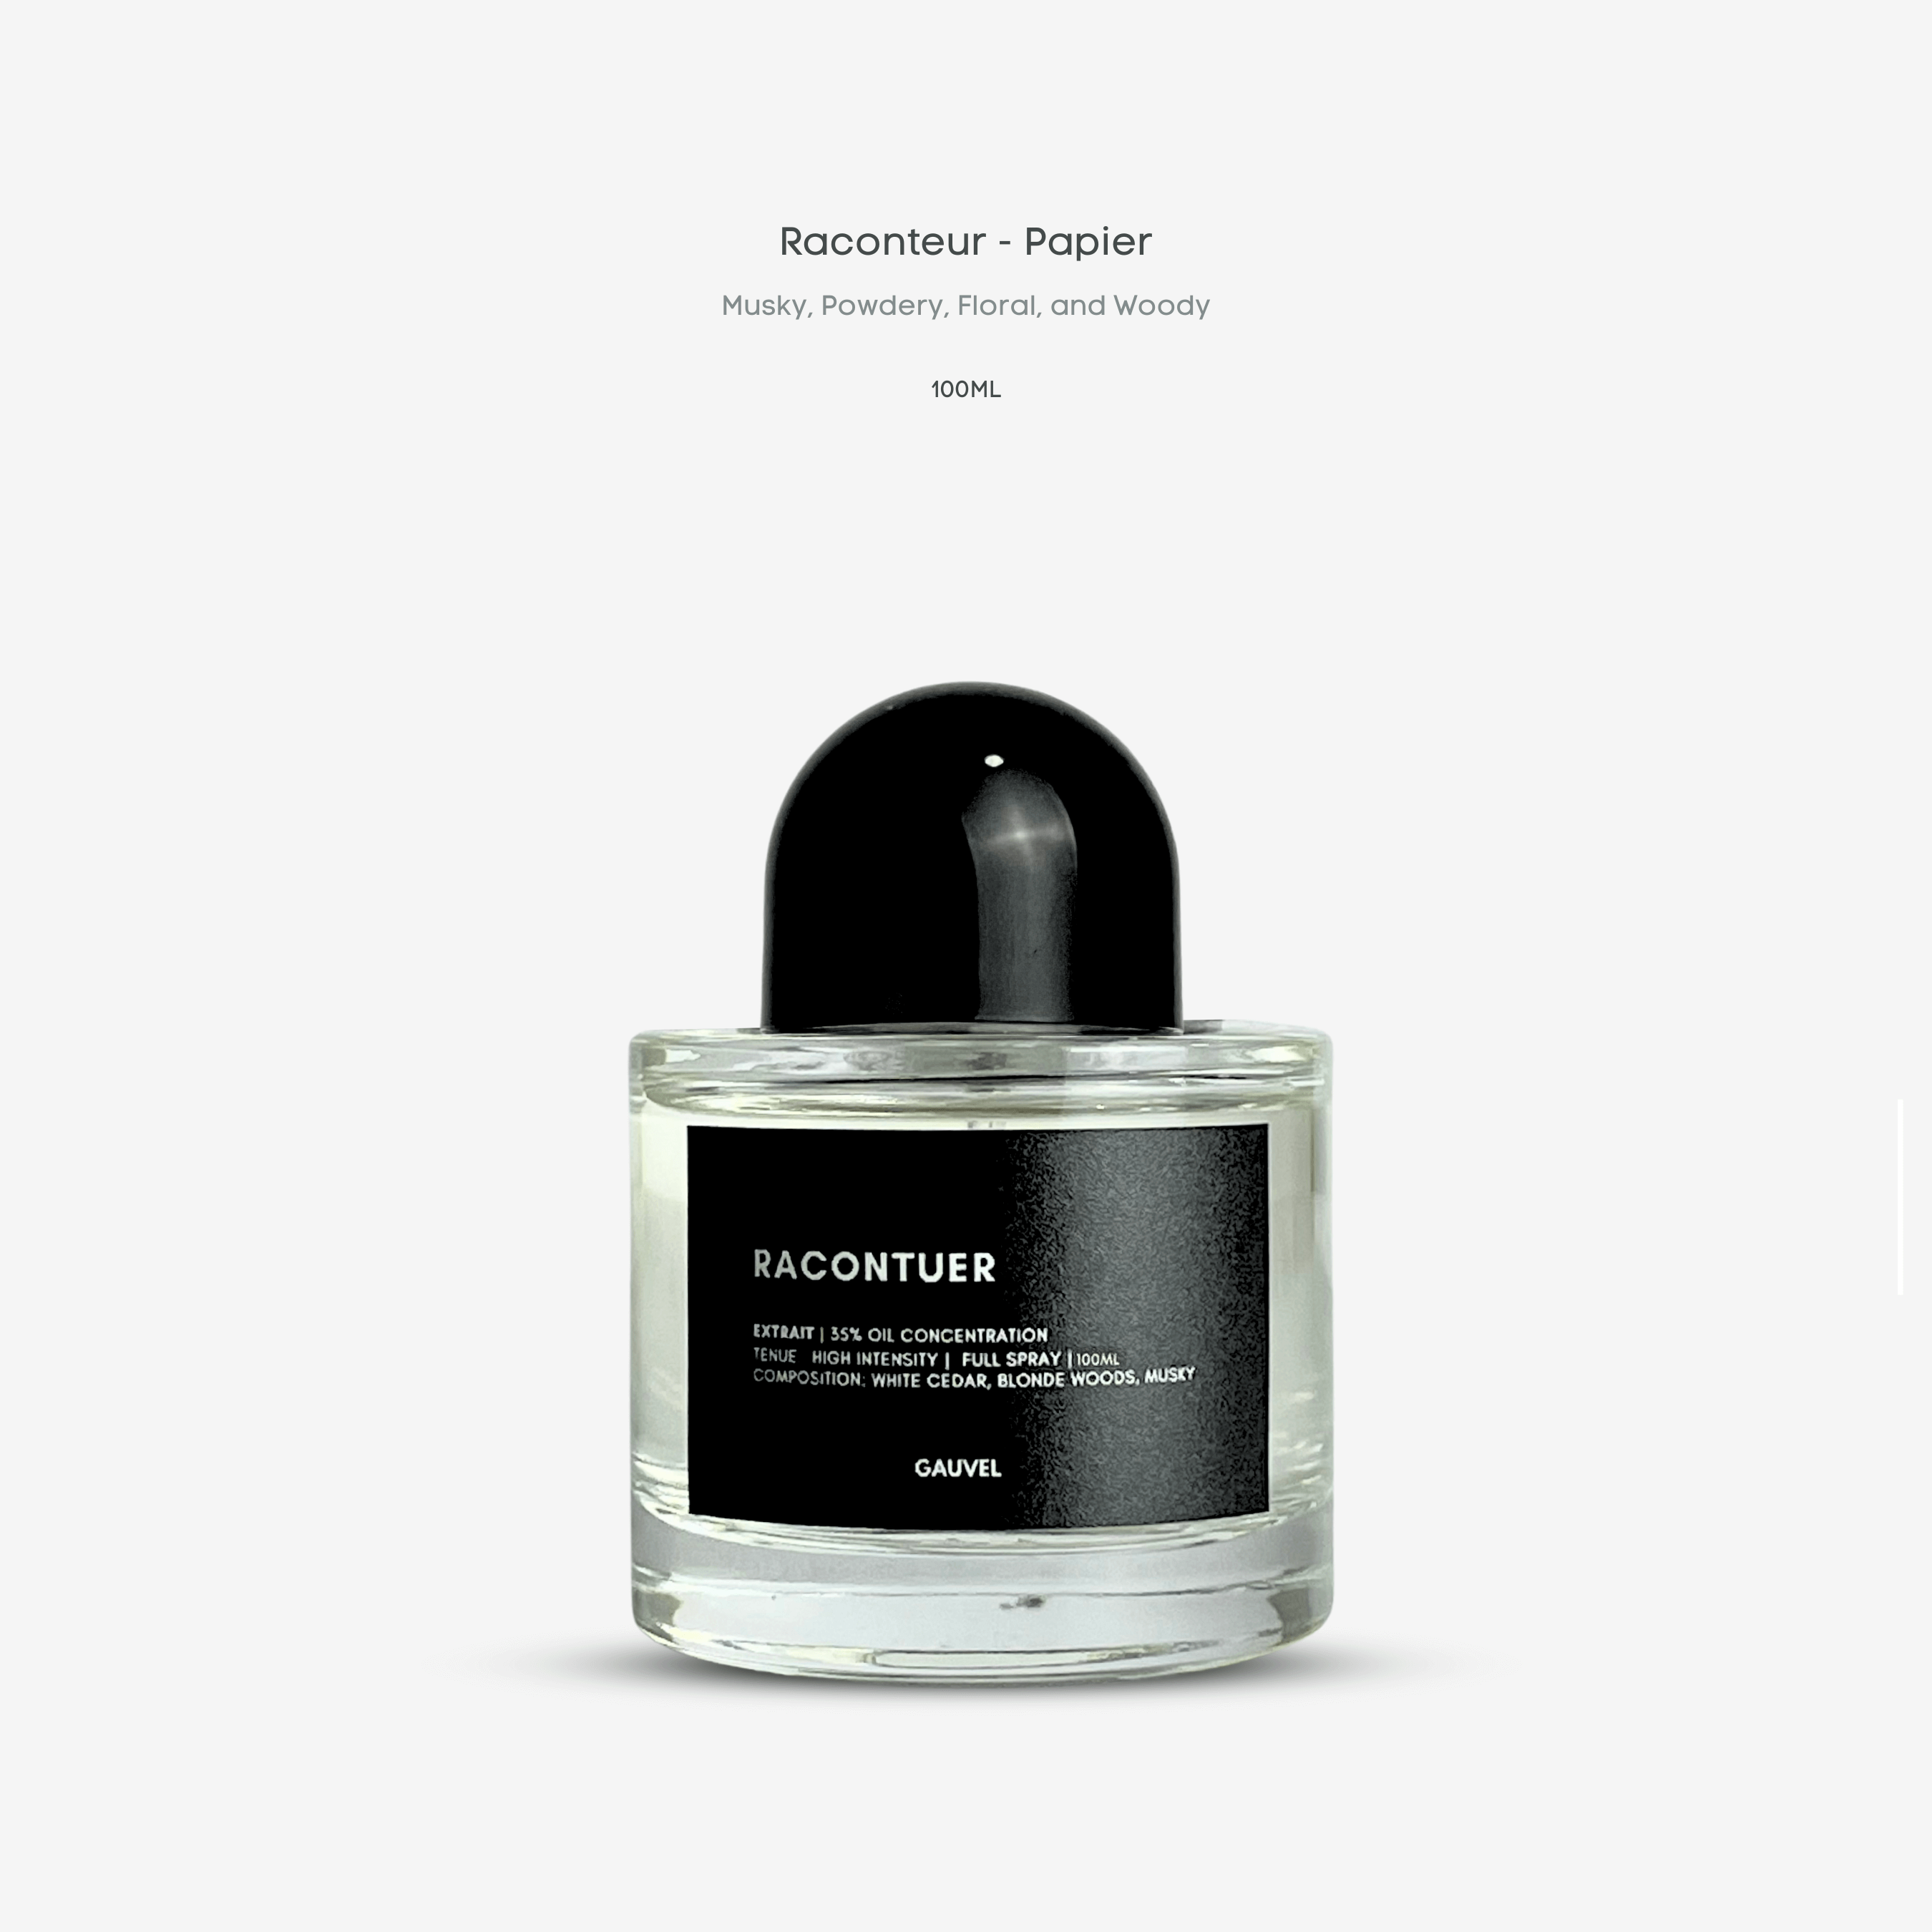 Raconteur - Papier
Musky, Powdery, Floral, and Woody
100ML
RACONTUER
EXTRAIT | 35% OIL CONCENTRATION
TENUE HIGH INTENSITY | FULL SPRAY | 100ML
COMPOSITION: WHITE CEDAR, BLONDE WOODS, MUSKY
GAUVEL